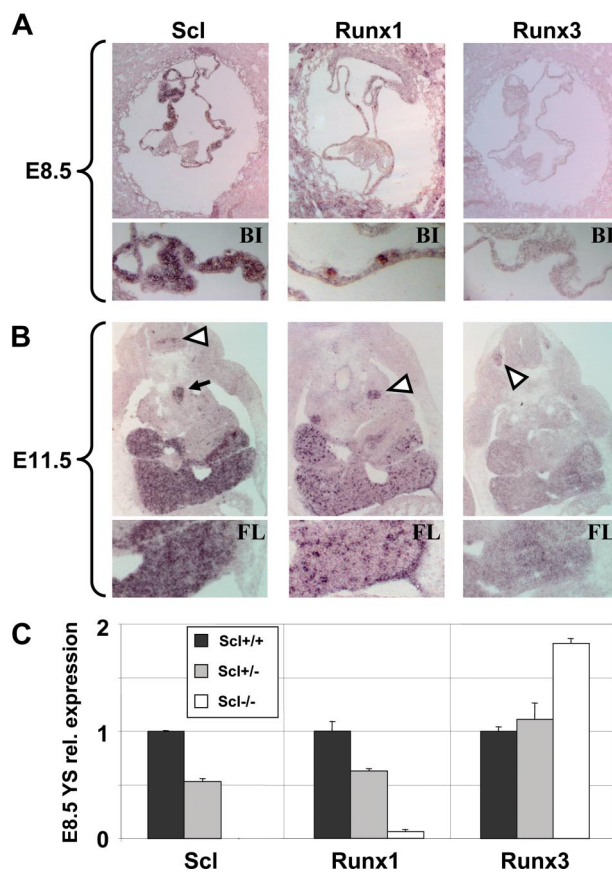 A
Scl Runx1 Runx3
E8.5
BI BI BI
B
E11.5
FL FL FL
C
2
Scl+/+
Scl+/-
Scl-/-
1
0
E8.5 YS rel. expression
Scl Runx1 Runx3